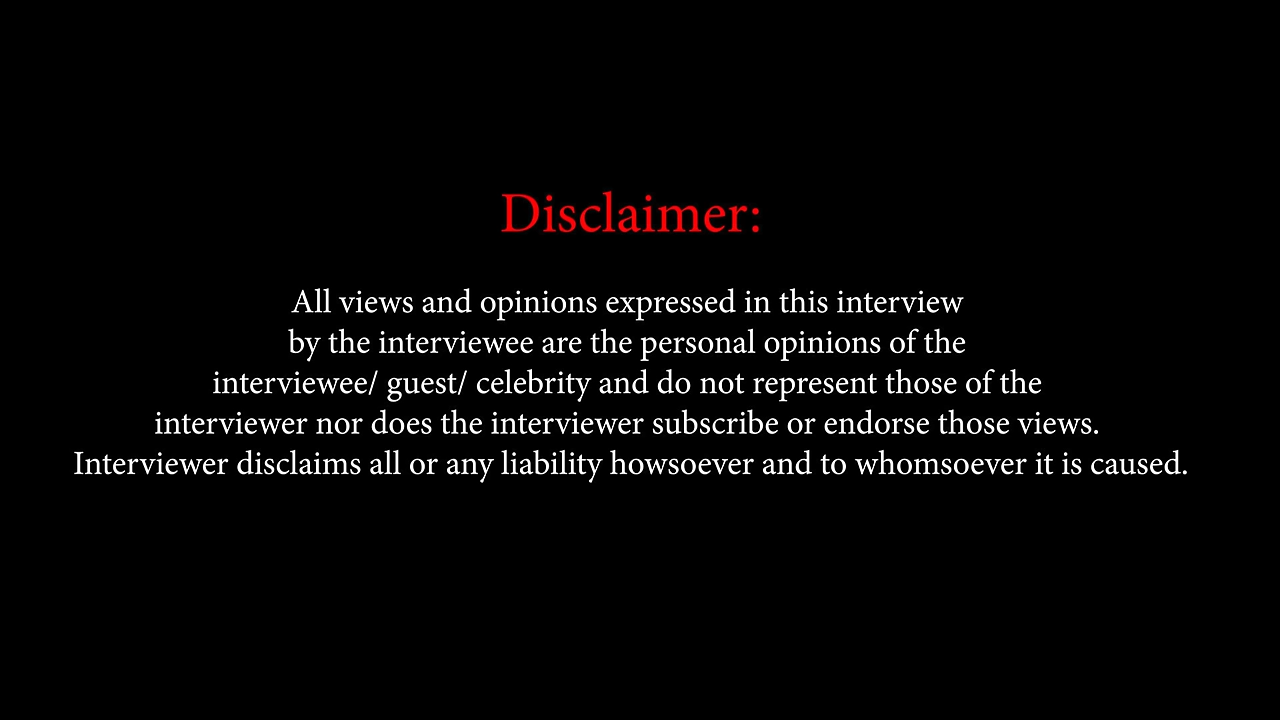 Disclaimer:
All views and opinions expressed in this interview
by the interviewee are the personal opinions of the
interviewee/ guest/ celebrity and do not represent those of the
interviewer nor does the interviewer subscribe or endorse those views.
Interviewer disclaims all or any liability howsoever and to whomsoever it is caused.